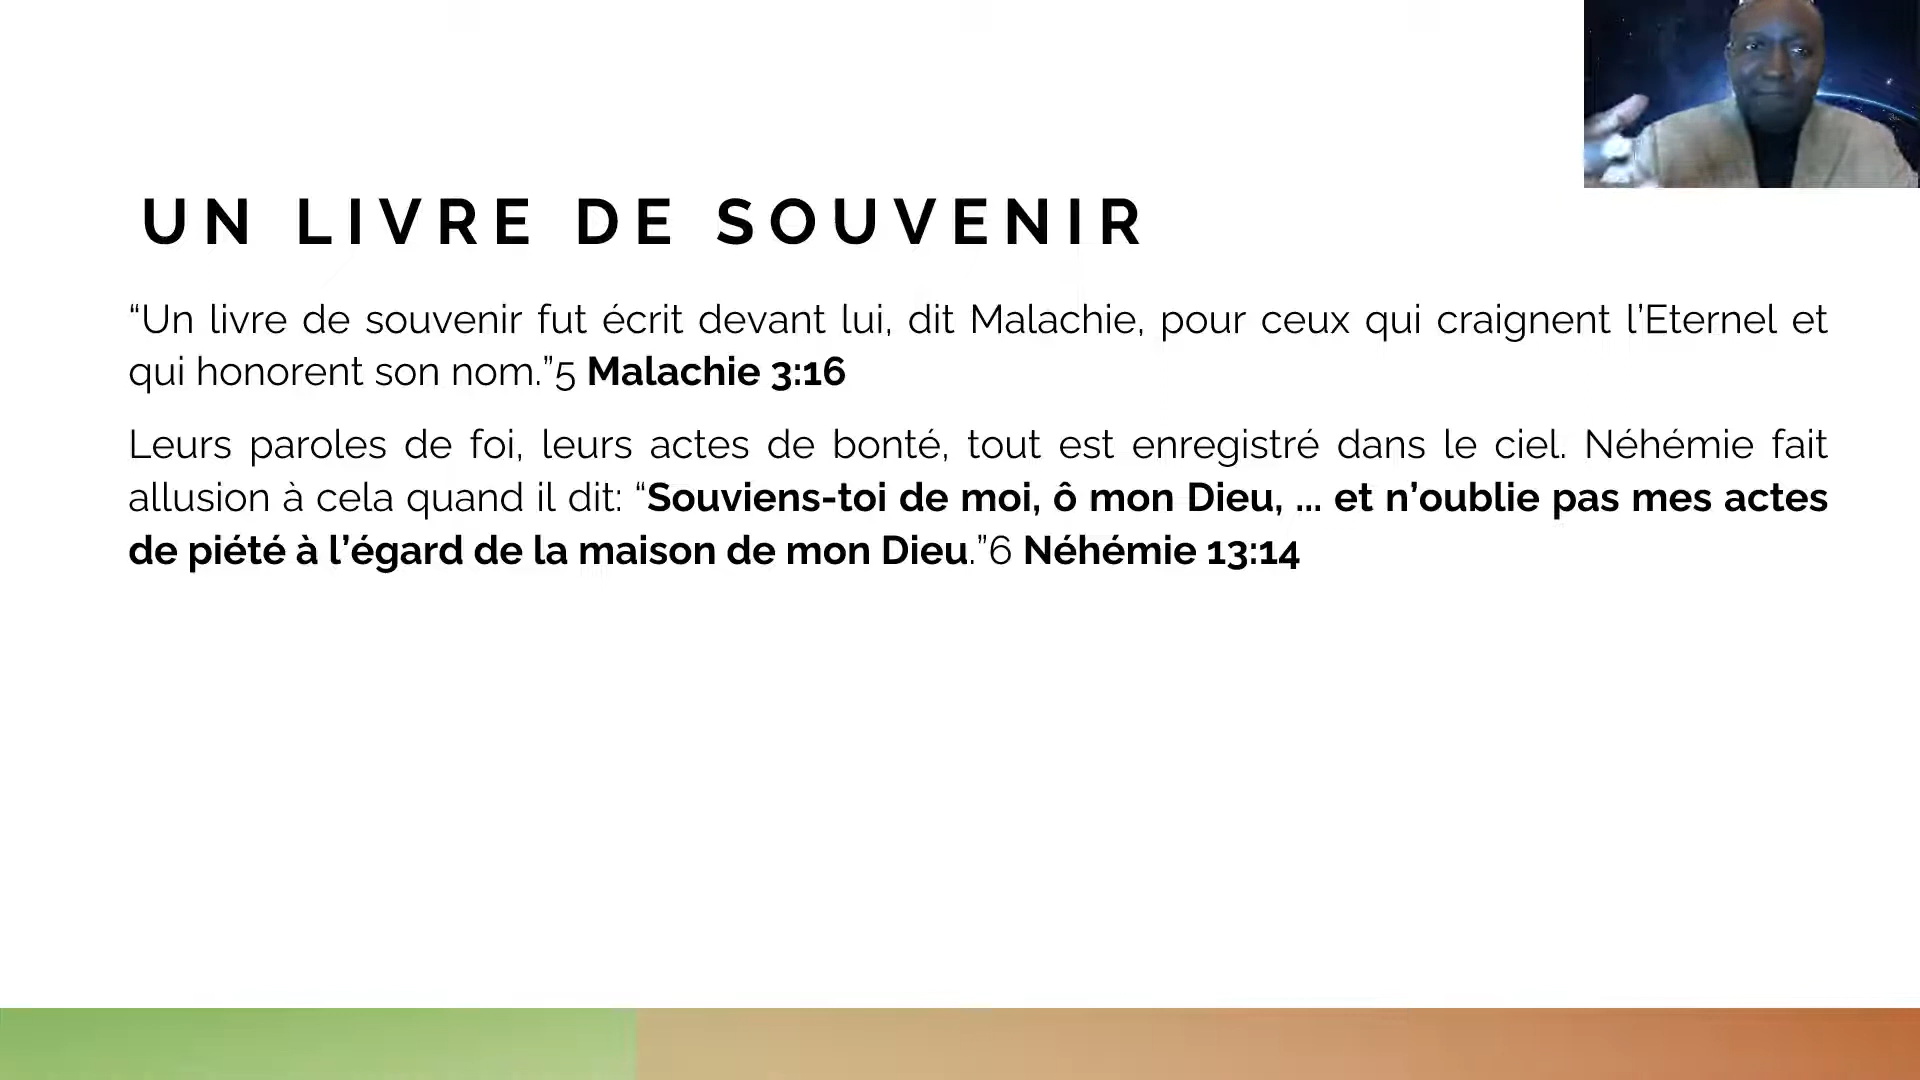 UN LIVRE DE SOUVENIR
“Un livre de souvenir fut écrit devant lui, dit Malachie, pour ceux qui craignent l’Eternel et
qui honorent son nom.”5 Malachie 3:16
Leurs paroles de foi, leurs actes de bonté, tout est enregistré dans le ciel. Néhémie fait
allusion à cela quand il dit: “Souviens-toi de moi, ô mon Dieu, ... et n’oublie pas mes actes
de piété à l’égard de la maison de mon Dieu.”6 Néhémie 13:14